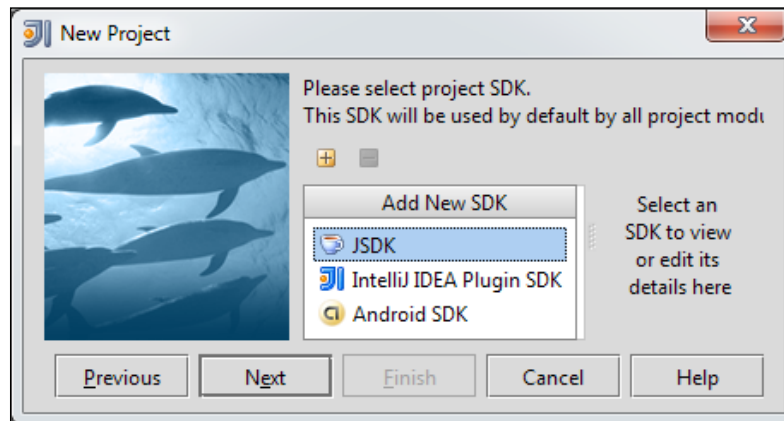 New Project
Please select project SDK.
This SDK will be used by default by all project modu
Add New SDK
JSDK
IntelliJ IDEA Plugin SDK
Android SDK
Select an
SDK to view
or edit its
details here
Previous
Next
Finish
Cancel
Help